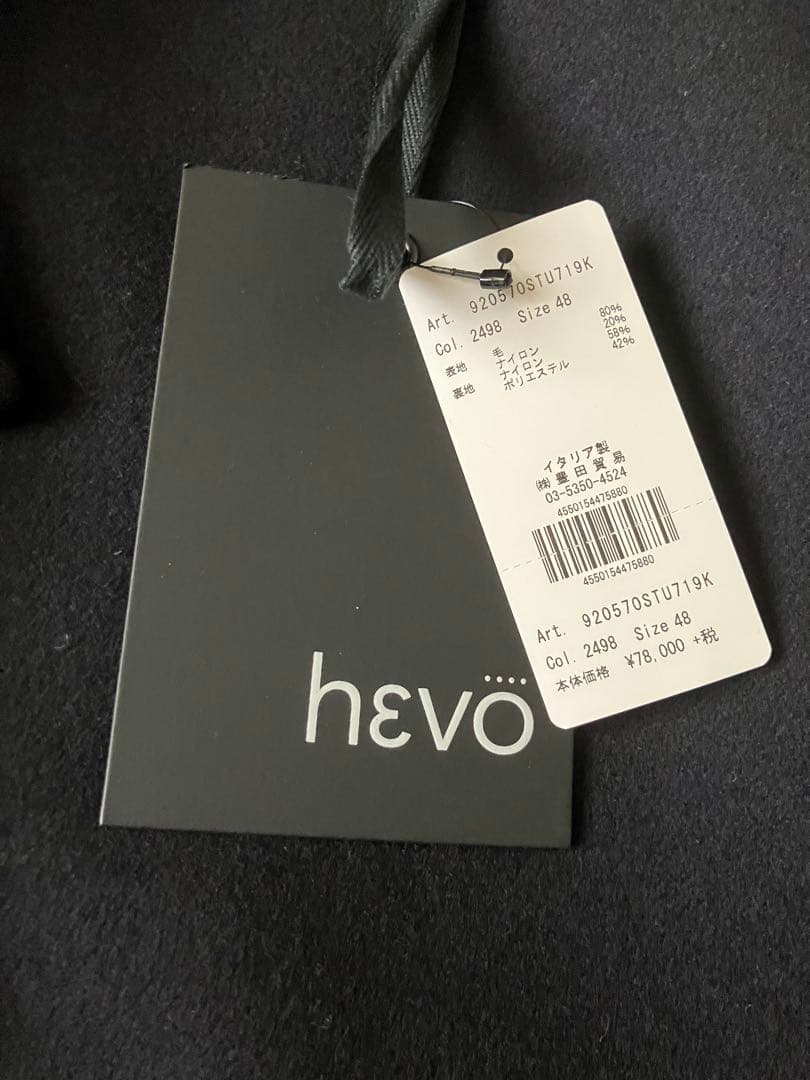 Art. 920570STU719K
Col. 2498 Size 48
表地 毛 80%
ナイロン 20%
裏地 ナイロン 58%
ポリエステル 42%
イタリア製
㈱豊田貿易
03-5350-4524
4550154475880
4550154475880
Art. 920570STU719K
Col. 2498 Size 48
本体価格 ¥78,000 +税
hεvö